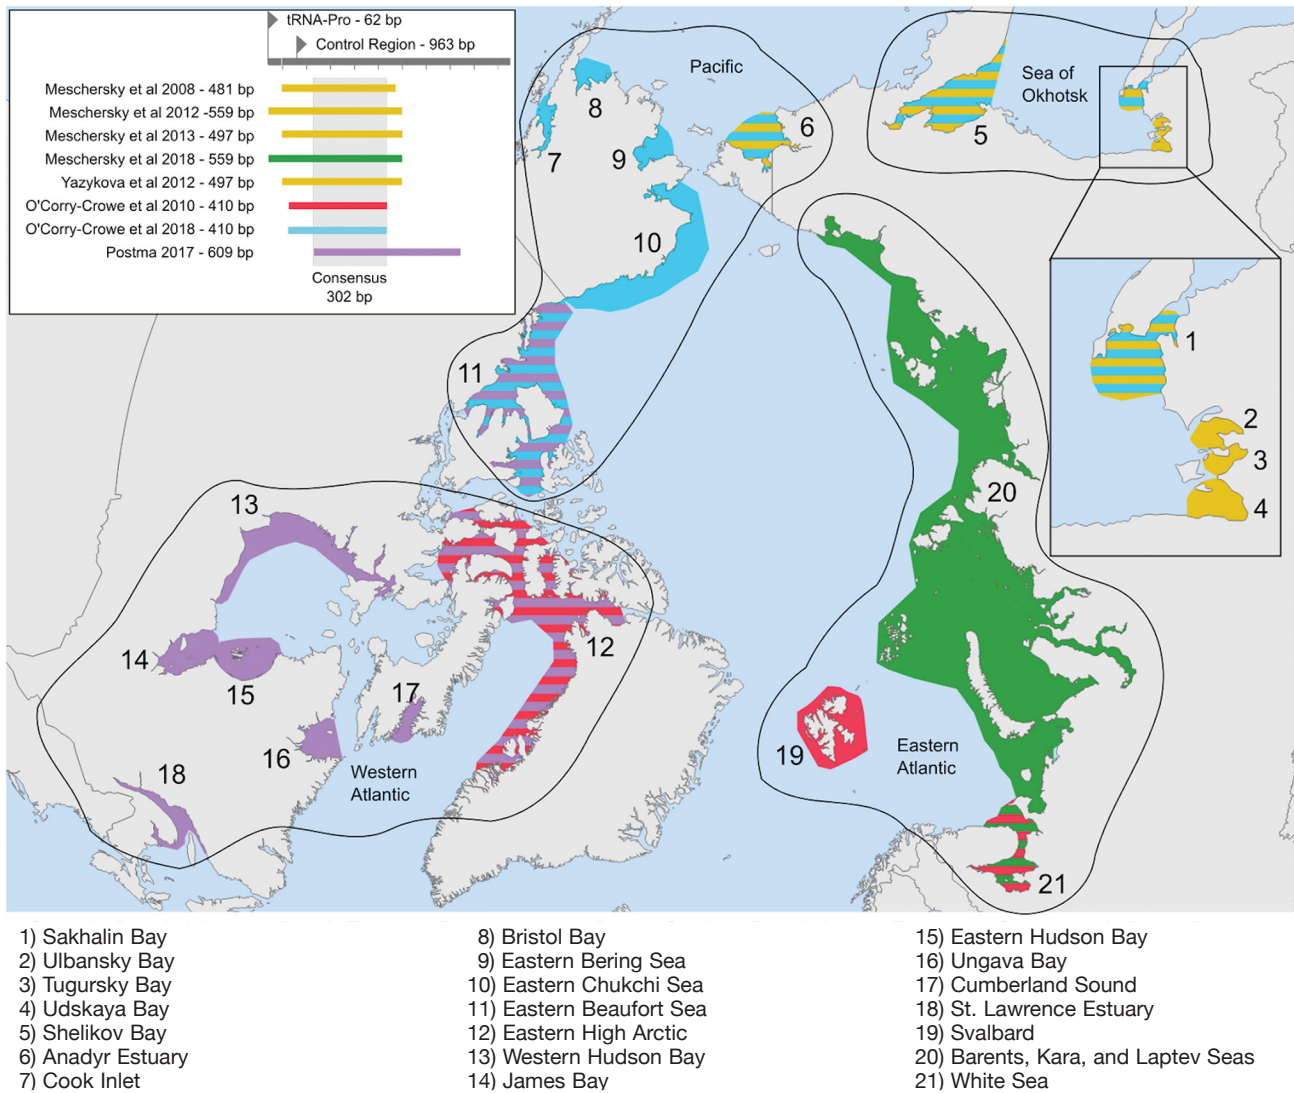 tRNA-Pro - 62 bp
Control Region - 963 bp
Meschersky et al 2008 - 481 bp
Meschersky et al 2012 -559 bp
Meschersky et al 2013 - 497 bp
Meschersky et al 2018 - 559 bp
Yazykova et al 2012 - 497 bp
O'Corry-Crowe et al 2010 - 410 bp
O'Corry-Crowe et al 2018 - 410 bp
Postma 2017 - 609 bp
Consensus
302 bp
Pacific
Sea of
Okhotsk
Western
Atlantic
Eastern
Atlantic
7
8
9
10
6
5
11
1
2
3
4
13
14
15
12
17
16
18
20
19
21
1) Sakhalin Bay
2) Ulbansky Bay
3) Tugursky Bay
4) Udskaya Bay
5) Shelikov Bay
6) Anadyr Estuary
7) Cook Inlet
8) Bristol Bay
9) Eastern Bering Sea
10) Eastern Chukchi Sea
11) Eastern Beaufort Sea
12) Eastern High Arctic
13) Western Hudson Bay
14) James Bay
15) Eastern Hudson Bay
16) Ungava Bay
17) Cumberland Sound
18) St. Lawrence Estuary
19) Svalbard
20) Barents, Kara, and Laptev Seas
21) White Sea